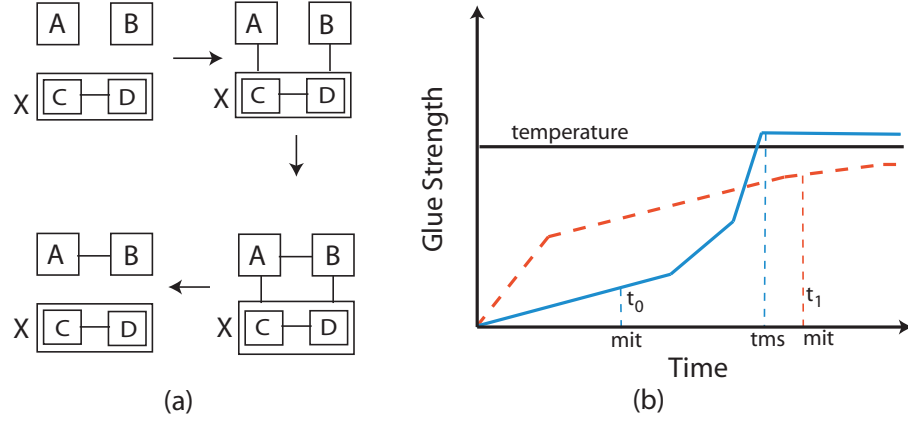 A B
X C D
A B
X C D
A B
X C D
A B
X C D
(a)
Glue Strength
temperature
t0
t1
mit
tms
mit
Time
(b)